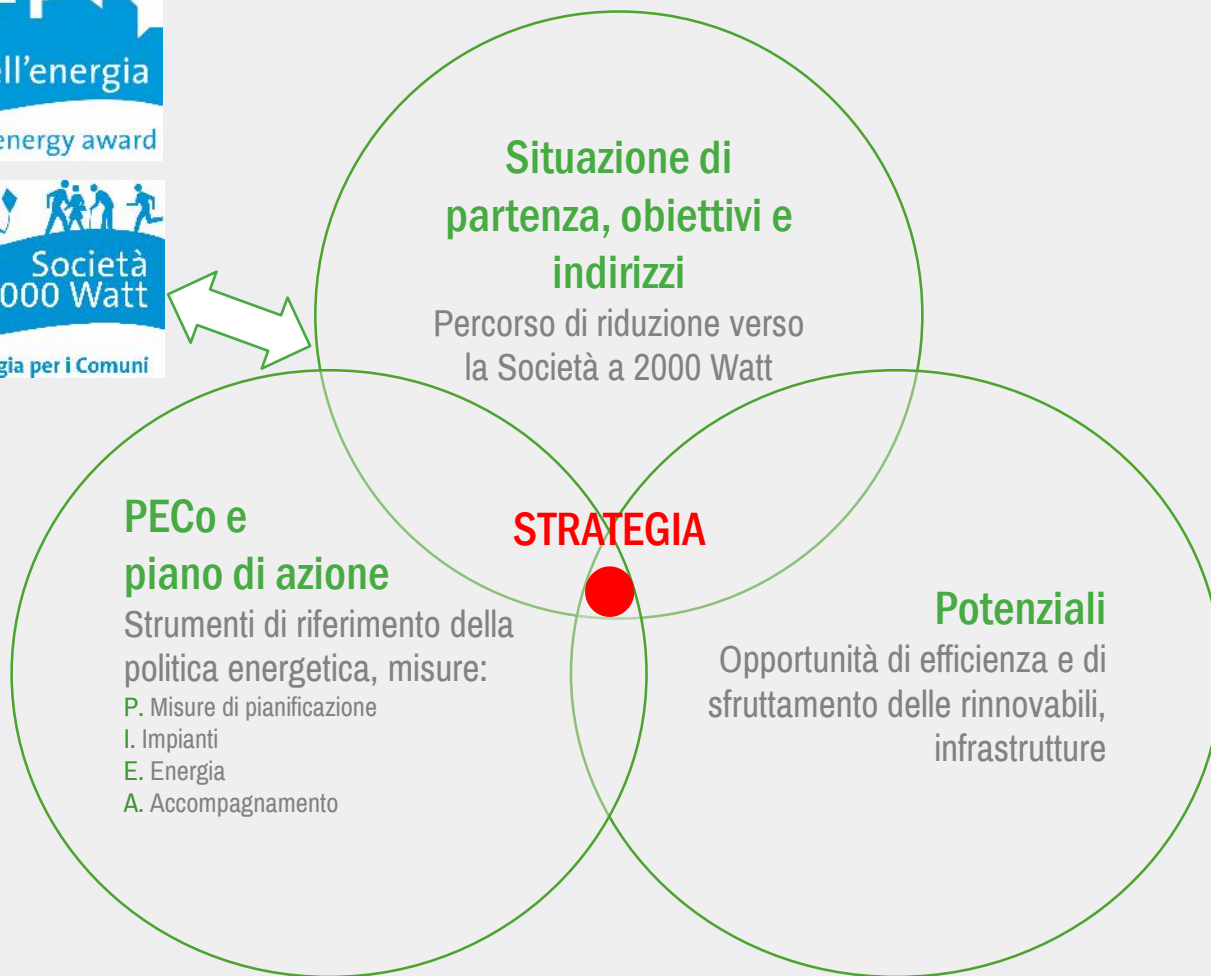 ell'energia
energy award
Società
000 Watt
gia per i Comuni
Situazione di
partenza, obiettivi e
indirizzi
Percorso di riduzione verso
la Società a 2000 Watt
STRATEGIA
PECo e
piano di azione
Strumenti di riferimento della
politica energetica, misure:
P. Misure di pianificazione
I. Impianti
E. Energia
A. Accompagnamento
Potenziali
Opportunità di efficienza e di
sfruttamento delle rinnovabili,
infrastrutture